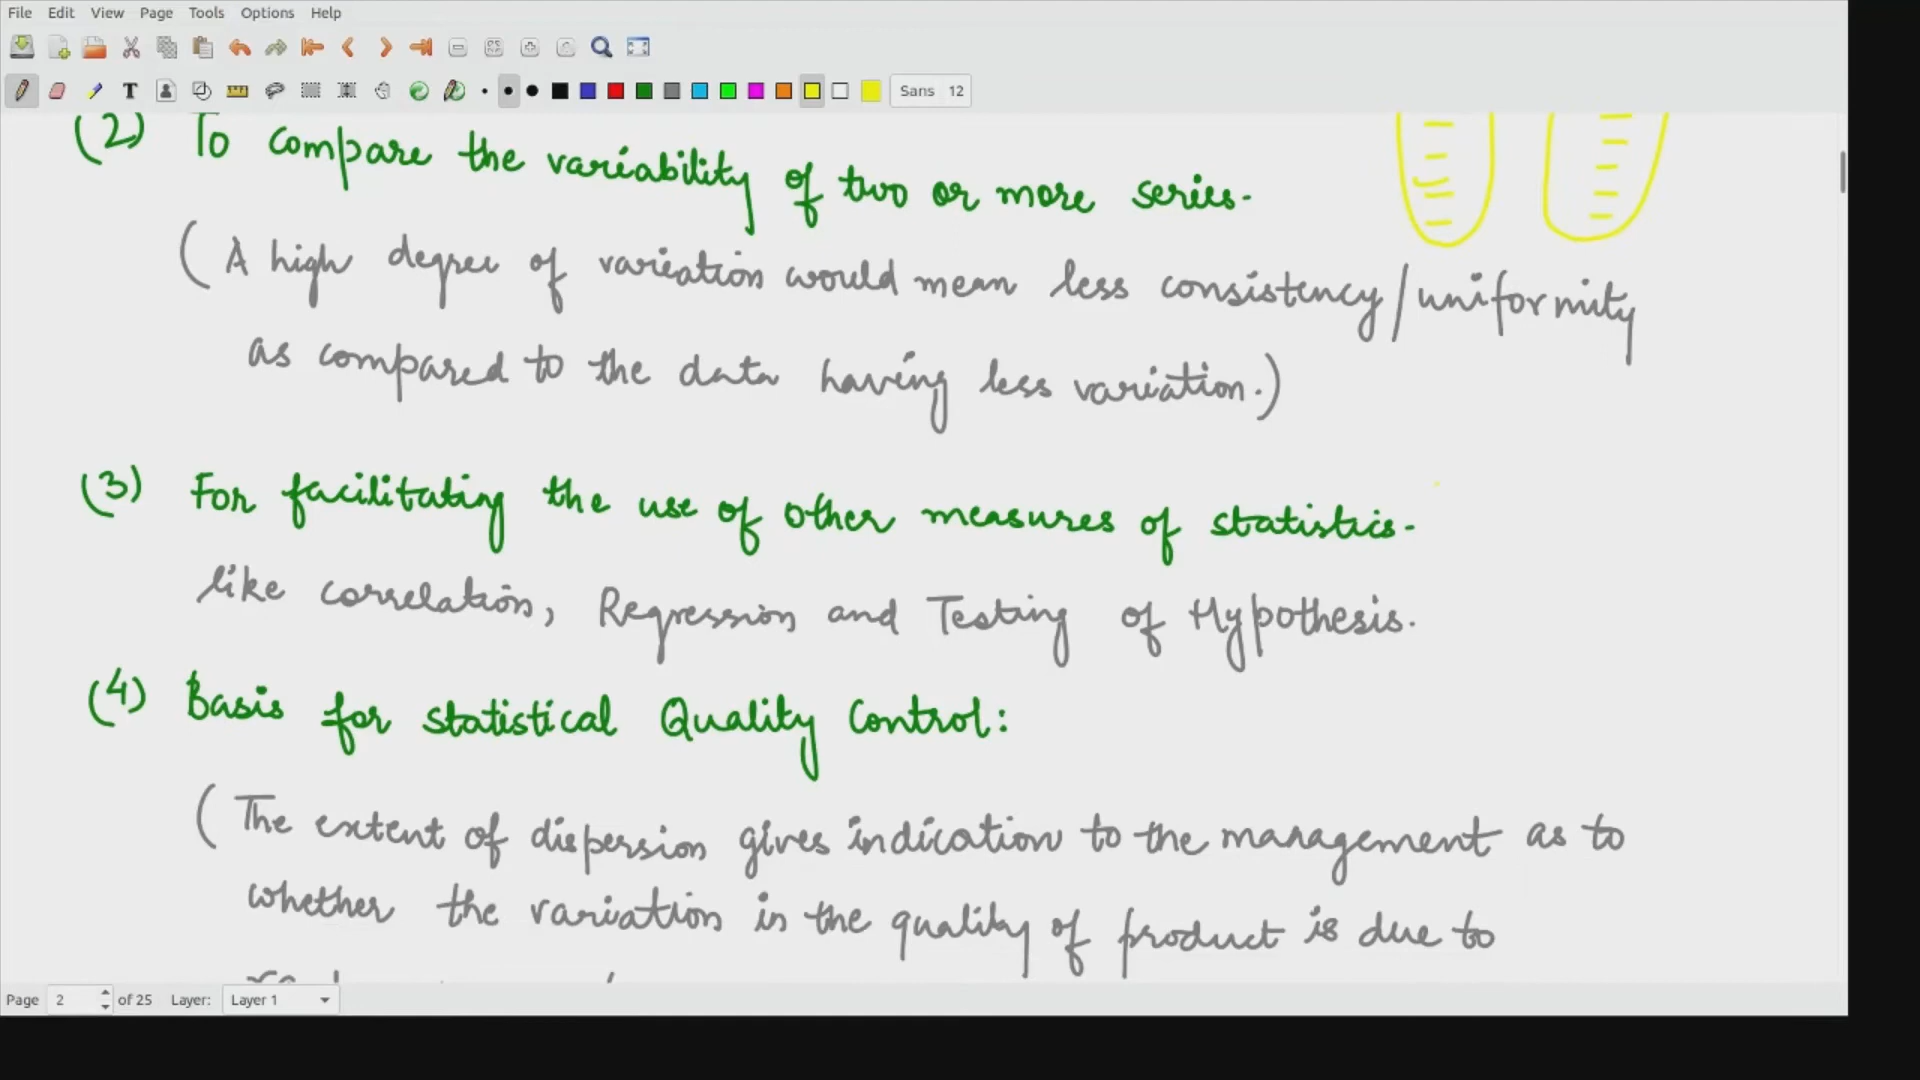 File Edit View Page Tools Options Help
Sans 12
(2) To compare the variability of two or more series.
(A high degree of variation would mean less consistency/uniformity
as compared to the data having less variation.)
(3) For facilitating the use of other measures of statistics.
like correlation, Regression and Testing of Hypothesis.
(4) Basis for statistical Quality Control:
(The extent of dispersion gives indication to the management as to
whether the variation in the quality of product is due to
Page 2 of 25 Layer: Layer 1